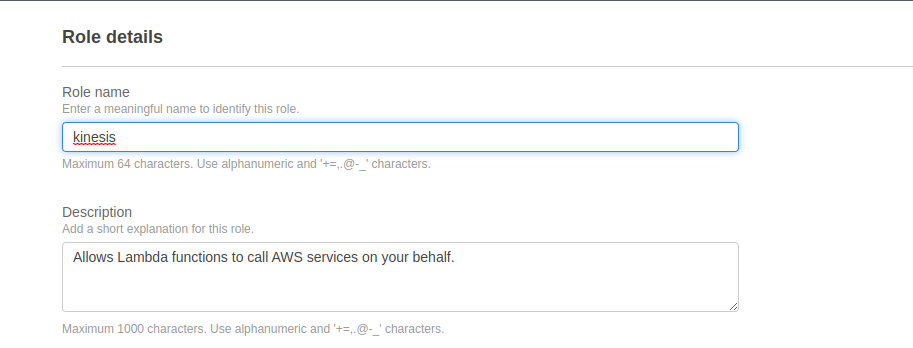 Role details
Role name
Enter a meaningful name to identify this role.
kinesis
Maximum 64 characters. Use alphanumeric and '+=,.@-_' characters.
Description
Add a short explanation for this role.
Allows Lambda functions to call AWS services on your behalf.
Maximum 1000 characters. Use alphanumeric and '+=,.@-_' characters.